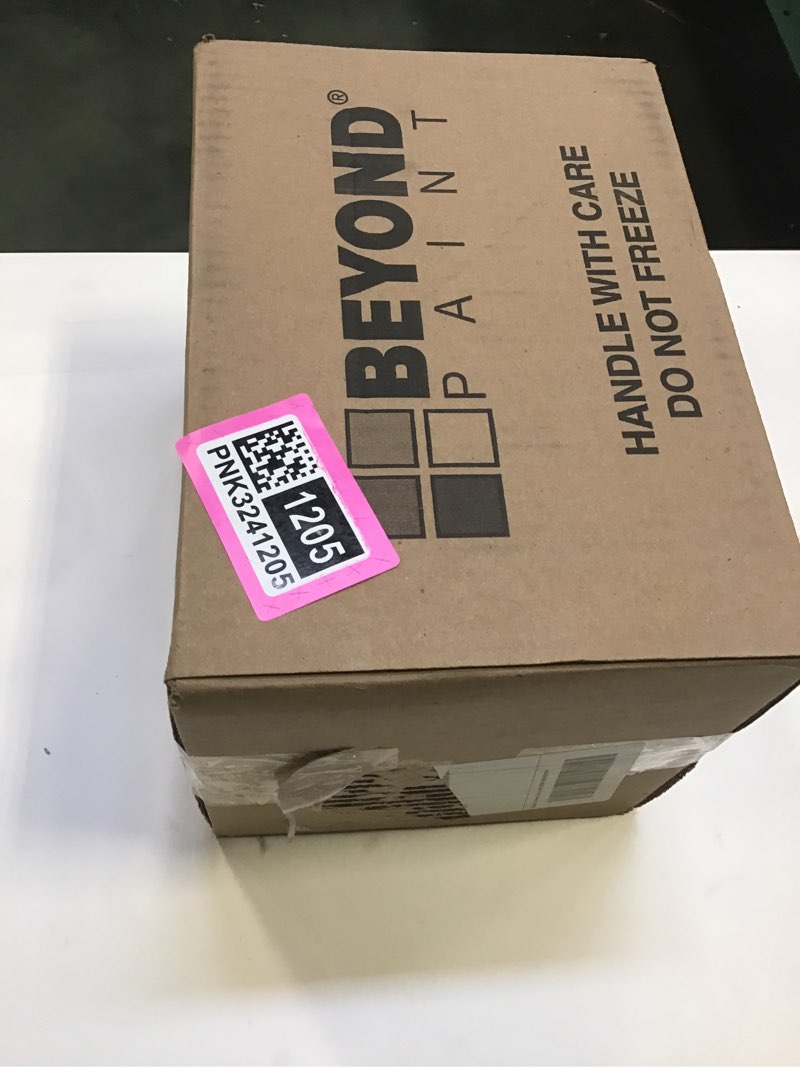 BEYOND®
PAINT
HANDLE WITH CARE
DO NOT FREEZE
1205
PNK3241205